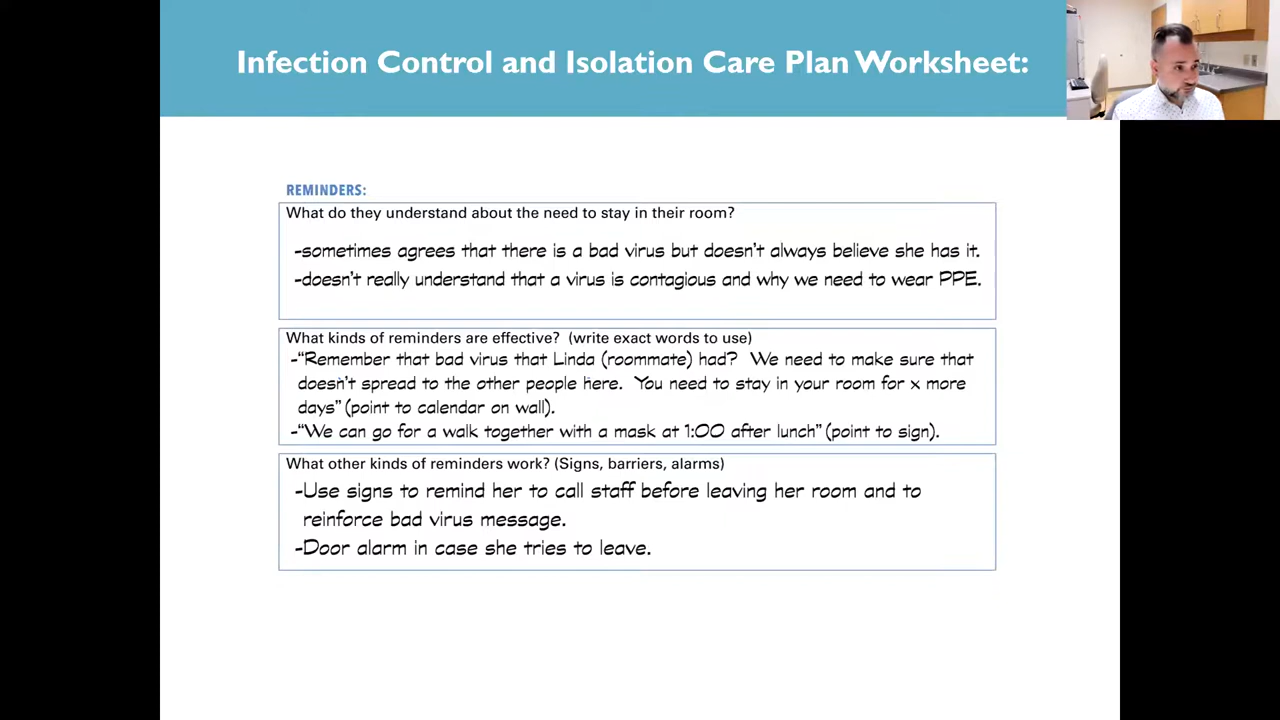 Infection Control and Isolation Care Plan Worksheet:
REMINDERS:
What do they understand about the need to stay in their room?
-sometimes agrees that there is a bad virus but doesn't always believe she has it.
-doesn't really understand that a virus is contagious and why we need to wear PPE.
What kinds of reminders are effective? (write exact words to use)
-"Remember that bad virus that Linda (roommate) had? We need to make sure that
doesn't spread to the other people here. You need to stay in your room for x more
days" (point to calendar on wall).
-"We can go for a walk together with a mask at 1:00 after lunch" (point to sign).
What other kinds of reminders work? (Signs, barriers, alarms)
-Use signs to remind her to call staff before leaving her room and to
reinforce bad virus message.
-Door alarm in case she tries to leave.